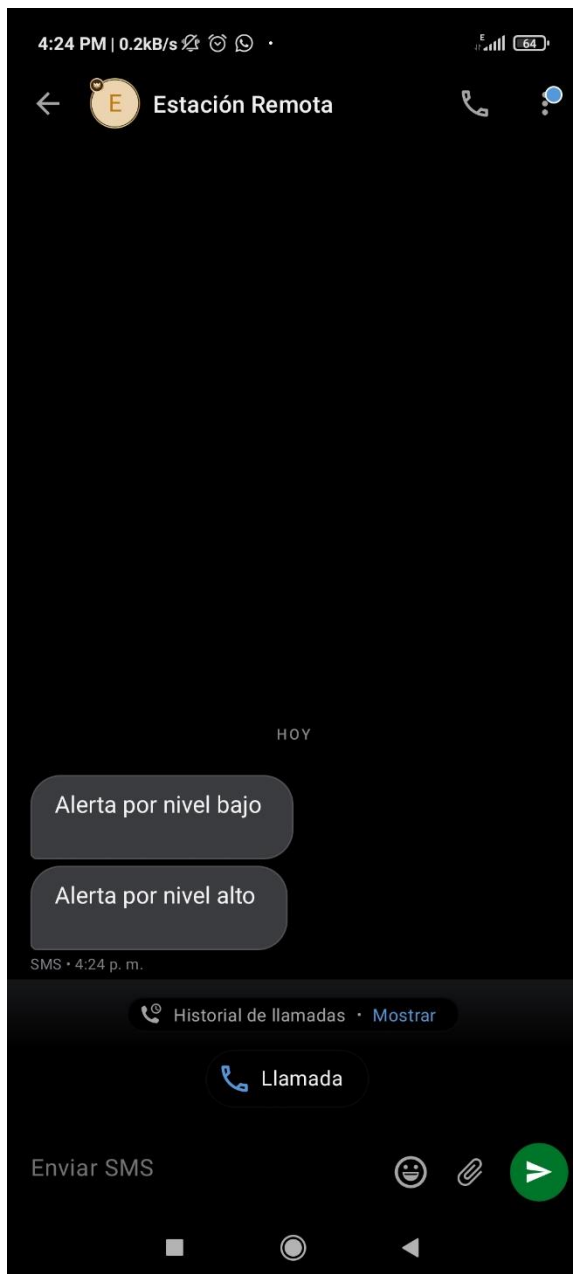 4:24 PM | 0.2kB/s E 64
E Estación Remota
HOY
Alerta por nivel bajo
Alerta por nivel alto
SMS • 4:24 p. m.
Historial de llamadas • Mostrar
Llamada
Enviar SMS